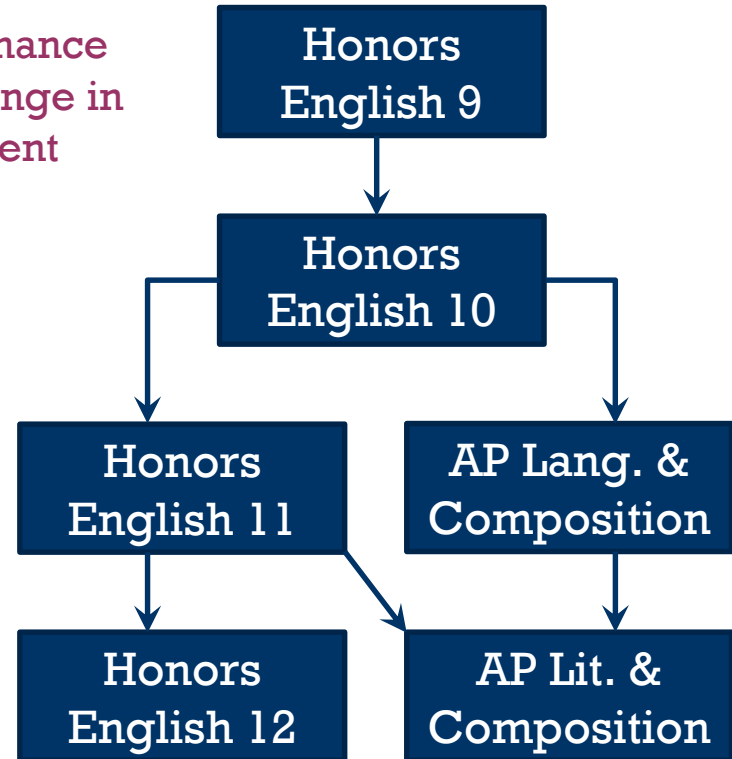 Honors
English 9
Honors
English 10
Honors
English 11
AP Lang. &
Composition
Honors
English 12
AP Lit. &
Composition